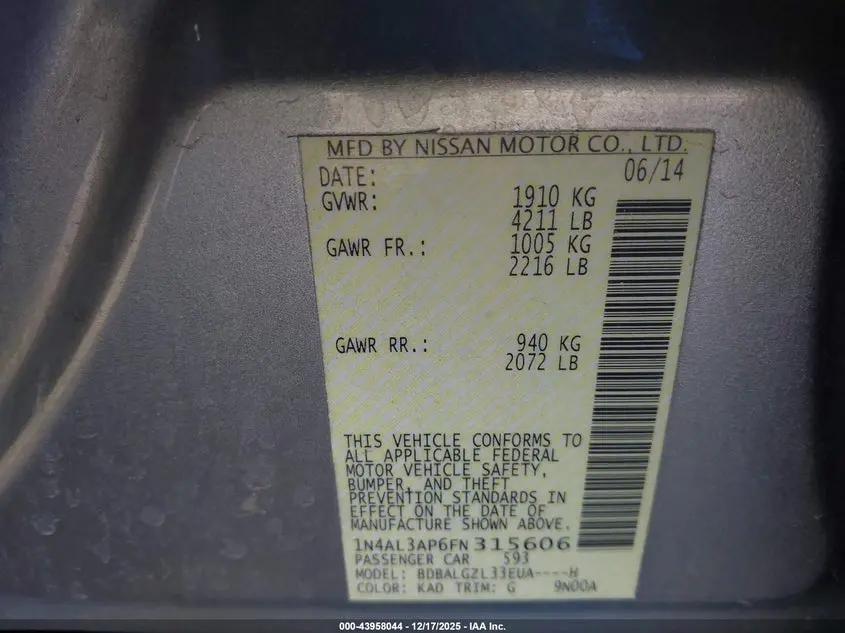 MFD BY NISSAN MOTOR CO., LTD.
DATE: 06/14
GVWR: 1910 KG
4211 LB
GAWR FR.: 1005 KG
2216 LB
GAWR RR.: 940 KG
2072 LB
THIS VEHICLE CONFORMS TO
ALL APPLICABLE FEDERAL
MOTOR VEHICLE SAFETY,
BUMPER, AND THEFT
PREVENTION STANDARDS IN
EFFECT ON THE DATE OF
MANUFACTURE SHOWN ABOVE.
1N4AL3AP6FN315606
PASSENGER CAR 593
MODEL: BDBALGZL33EUA----H
COLOR: KAD TRIM: G 9N00A
000-43958044 -- 12/17/2025 -- IAA Inc.